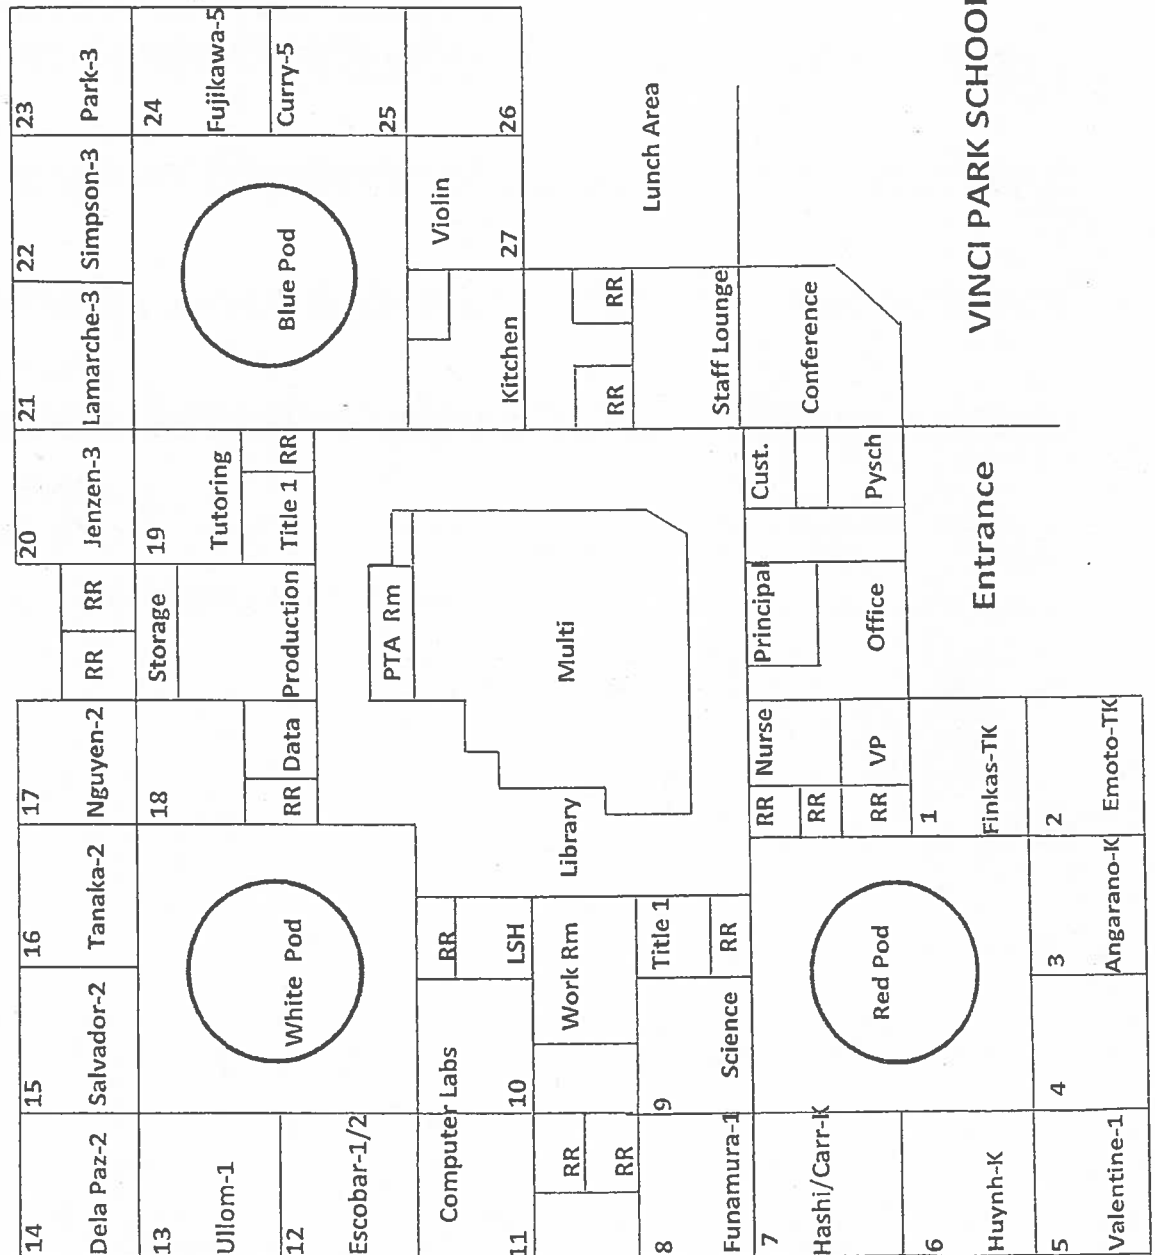 VINCI PARK SCHOOL
14
Dela Paz-2
15
Salvador-2
16
Tanaka-2
17
Nguyen-2
RR
RR
20
Jenzen-3
21
Lamarche-3
22
Simpson-3
23
Park-3
13
Ullom-1
12
Escobar-1/2
White Pod
18
RR
Data
Storage
Production
19
Tutoring
Title 1
RR
Blue Pod
24
Fujikawa-5
Curry-5
25
26
Computer Labs
11
10
RR
LSH
Library
PTA Rm
Multi
Kitchen
Violin
27
RR
RR
Work Rm
RR
RR
Staff Lounge
Lunch Area
8
Funamura-1
9
Science
Title 1
RR
7
Hashi/Carr-K
6
Huynh-K
5
Valentine-1
Red Pod
4
3
Angarano-K
RR
RR
RR
Nurse
VP
1
Finkas-TK
2
Emoto-TK
Principal
Office
Cust.
Pysch
Conference
Entrance